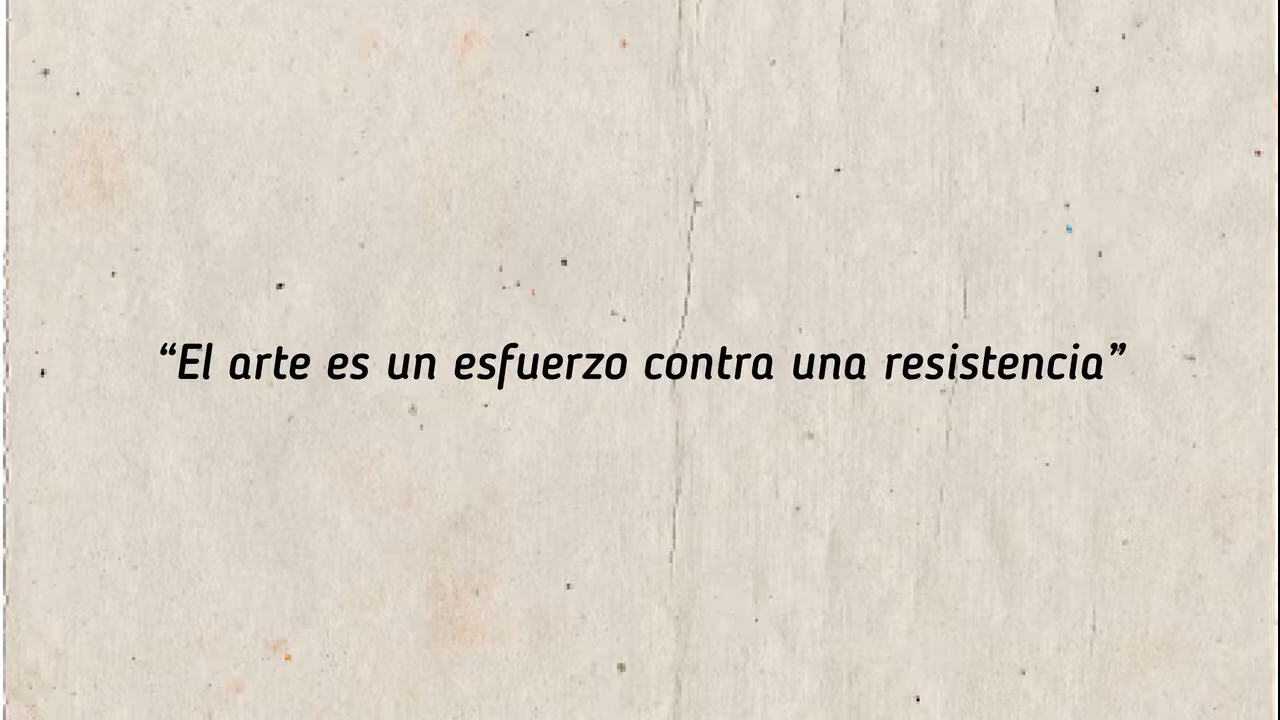 “El arte es un esfuerzo contra una resistencia”